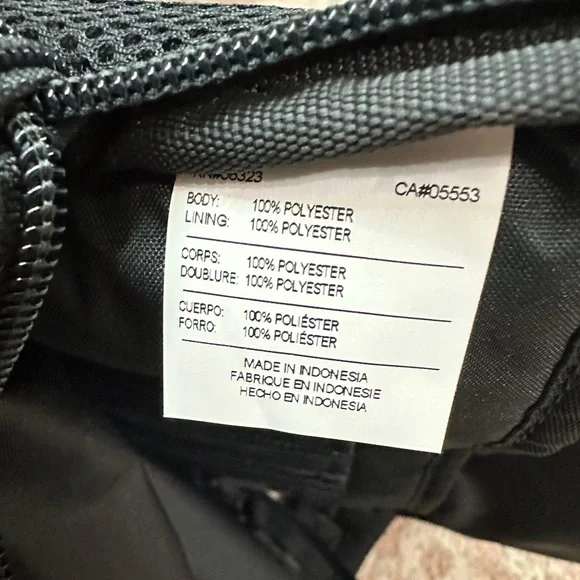 CA#05553
BODY: 100% POLYESTER
LINING: 100% POLYESTER
CORPS: 100% POLYESTER
DOUBLURE: 100% POLYESTER
CUERPO: 100% POLIÉSTER
FORRO: 100% POLIÉSTER
MADE IN INDONESIA
FABRIQUE EN INDONESIE
HECHO EN INDONESIA